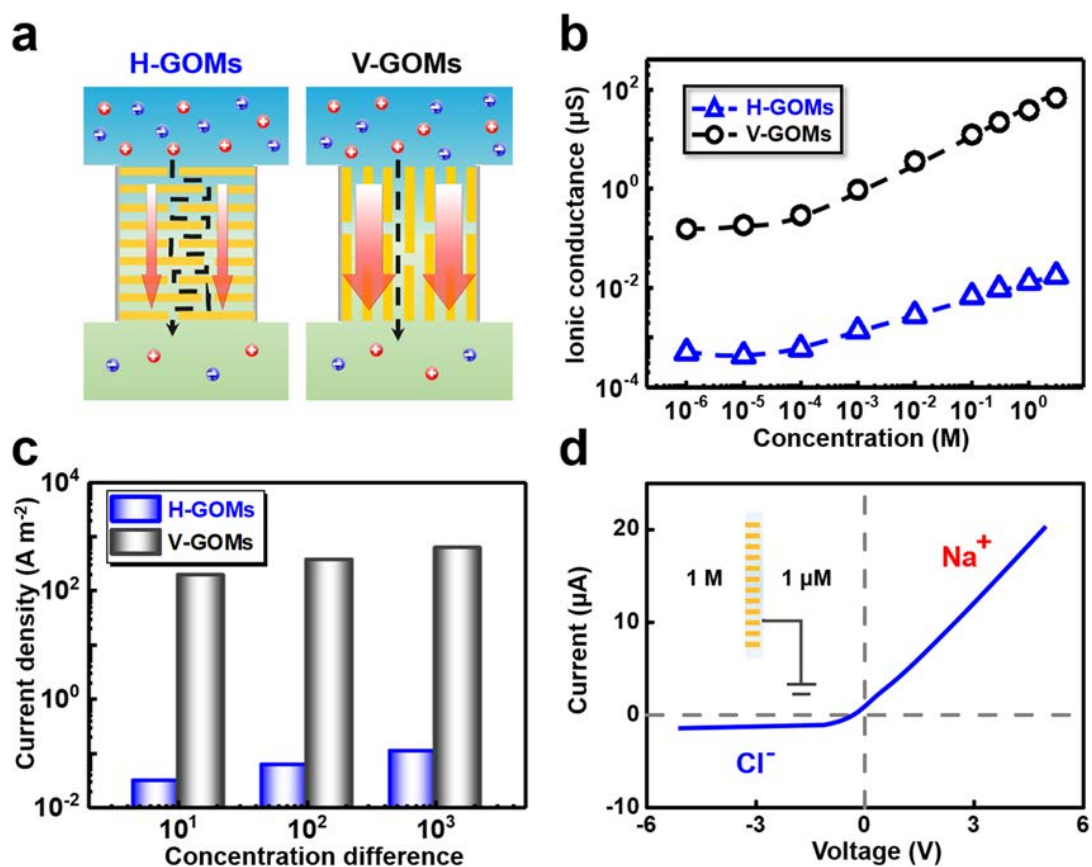 a
H-GOMs
V-GOMs
b
Ionic conductance (µS)
10²
10⁰
10⁻²
10⁻⁴
H-GOMs
V-GOMs
10⁻⁶ 10⁻⁵ 10⁻⁴ 10⁻³ 10⁻² 10⁻¹ 10⁰
Concentration (M)
c
Current density (A m⁻²)
10⁴
10²
10⁰
10⁻²
H-GOMs
V-GOMs
10¹ 10² 10³
Concentration difference
d
Current (µA)
20
10
0
-10
1 M
1 µM
Na⁺
Cl⁻
-6 -3 0 3 6
Voltage (V)